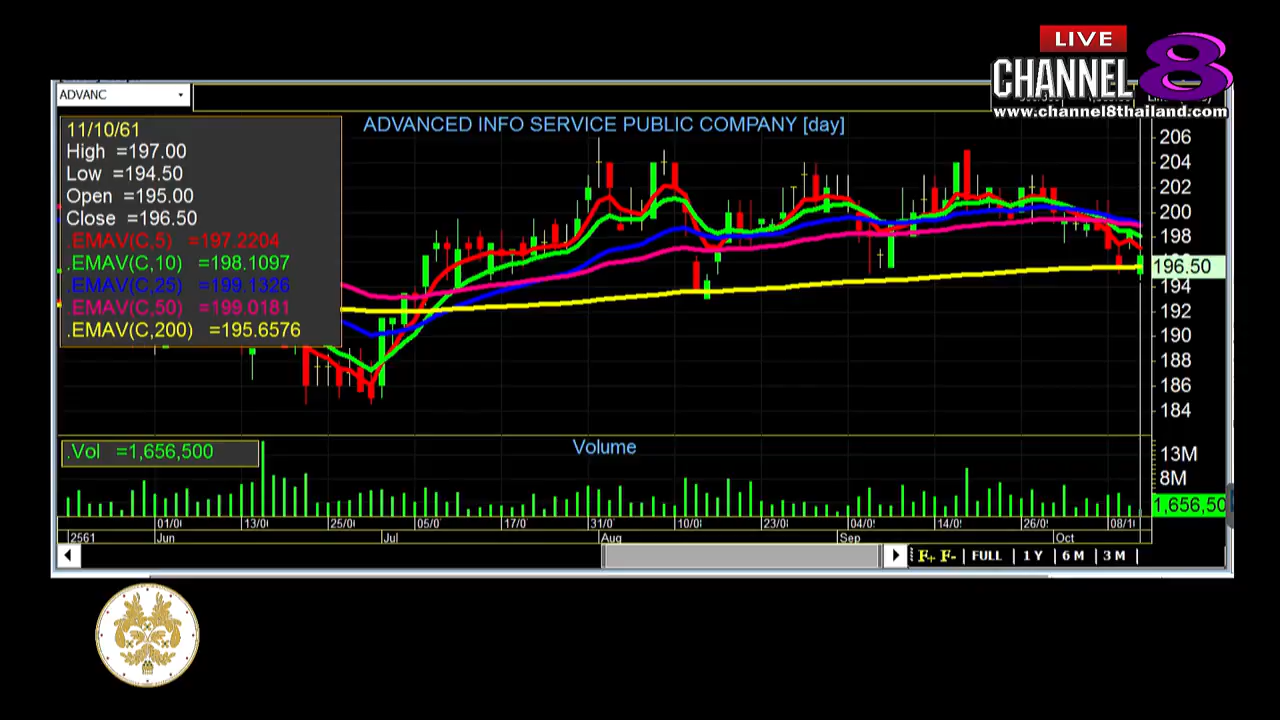 LIVE
CHANNEL 8
www.channel8thailand.com
ADVANC
ADVANCED INFO SERVICE PUBLIC COMPANY [day]
11/10/61
High =197.00
Low =194.50
Open =195.00
Close =196.50
.EMAV(C,5) =197.2204
.EMAV(C,10) =198.1097
.EMAV(C,25) =199.1326
.EMAV(C,50) =199.0181
.EMAV(C,200) =195.6576
206
204
202
200
198
196.50
194
192
190
188
186
184
.Vol =1,656,500
Volume
13M
8M
1,656,50
01/0 13/0 25/0 05/0 17/0 31/0 10/0 23/0 04/0 14/0 26/0 08/1
2561 Jun Jul Aug Sep Oct
F+ F- FULL 1 Y 6 M 3 M